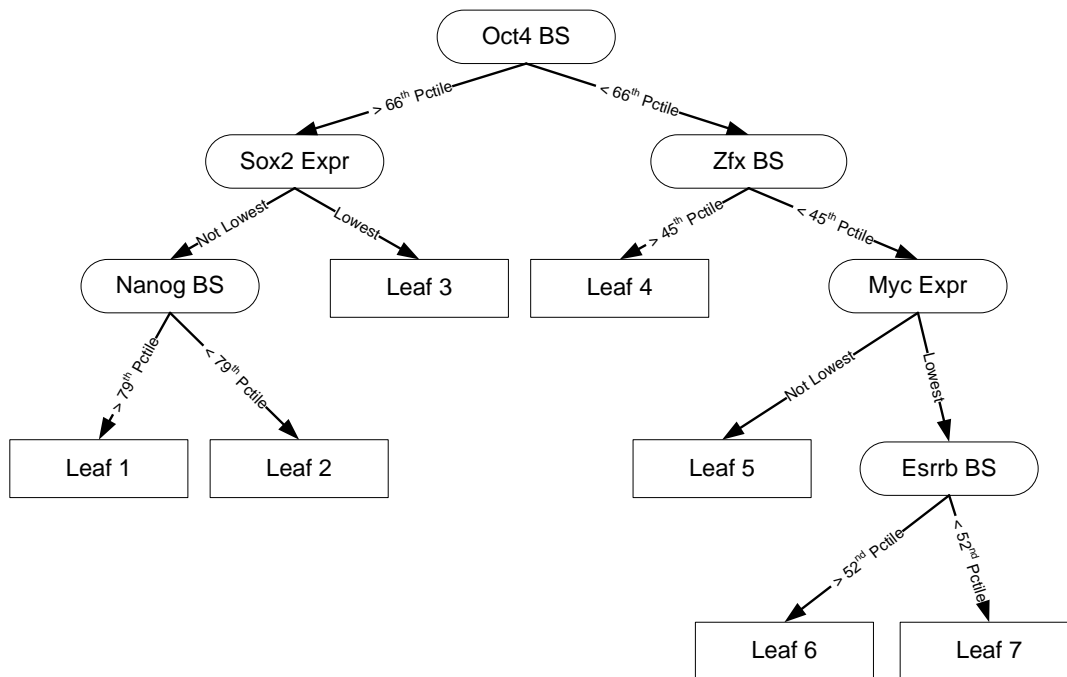 Oct4 BS
> 66th Pctile
< 66th Pctile
Sox2 Expr
Zfx BS
Not Lowest
Lowest
> 45th Pctile
< 45th Pctile
Nanog BS
Leaf 3
Leaf 4
Myc Expr
> 79th Pctile
< 79th Pctile
Not Lowest
Lowest
Leaf 1
Leaf 2
Leaf 5
Esrrb BS
> 52nd Pctile
< 52nd Pctile
Leaf 6
Leaf 7